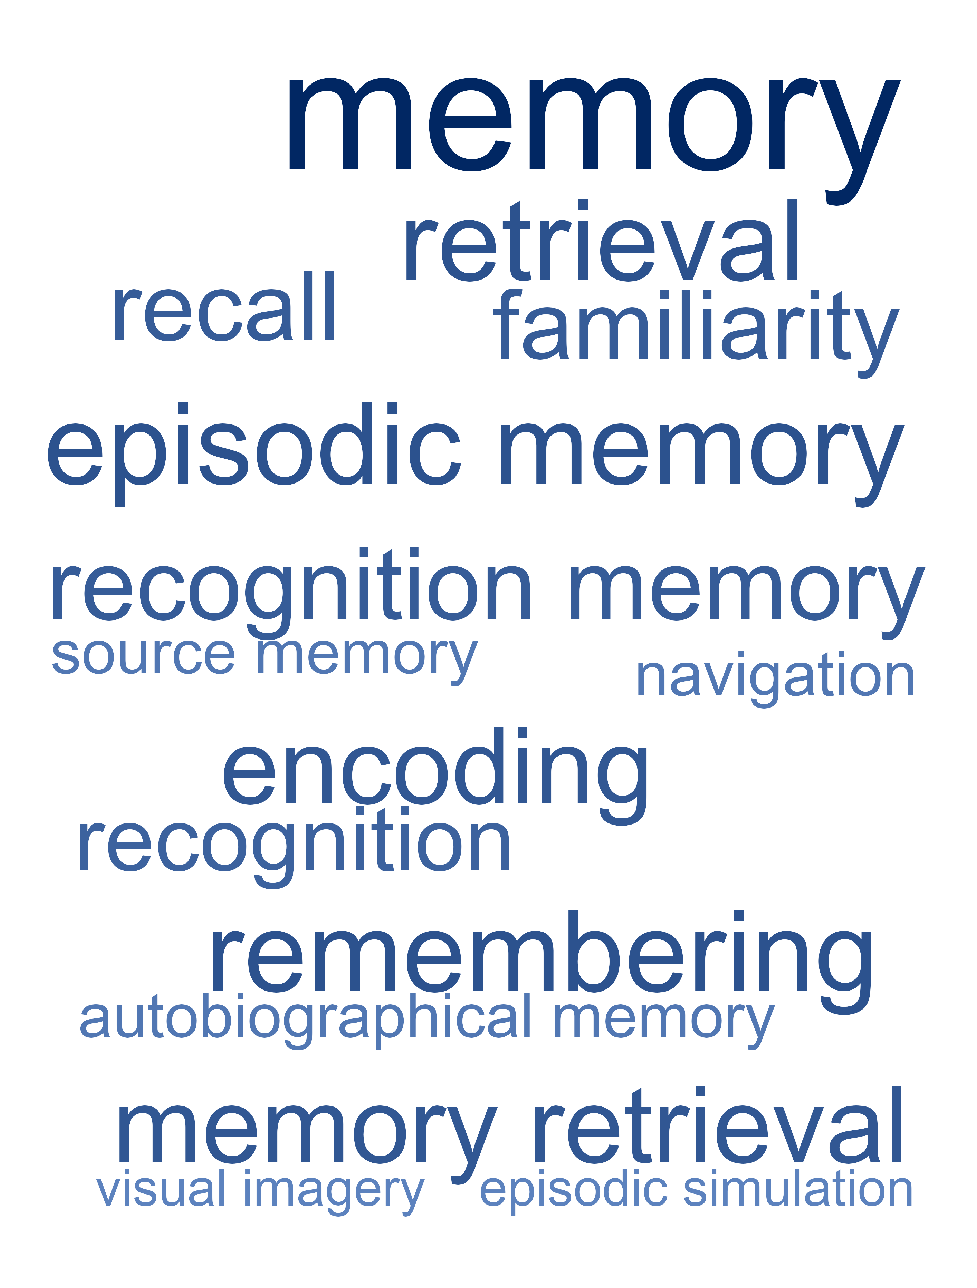 memory
retrieval
recall
familiarity
episodic memory
recognition memory
source memory
navigation
encoding
recognition
remembering
autobiographical memory
memory retrieval
visual imagery
episodic simulation